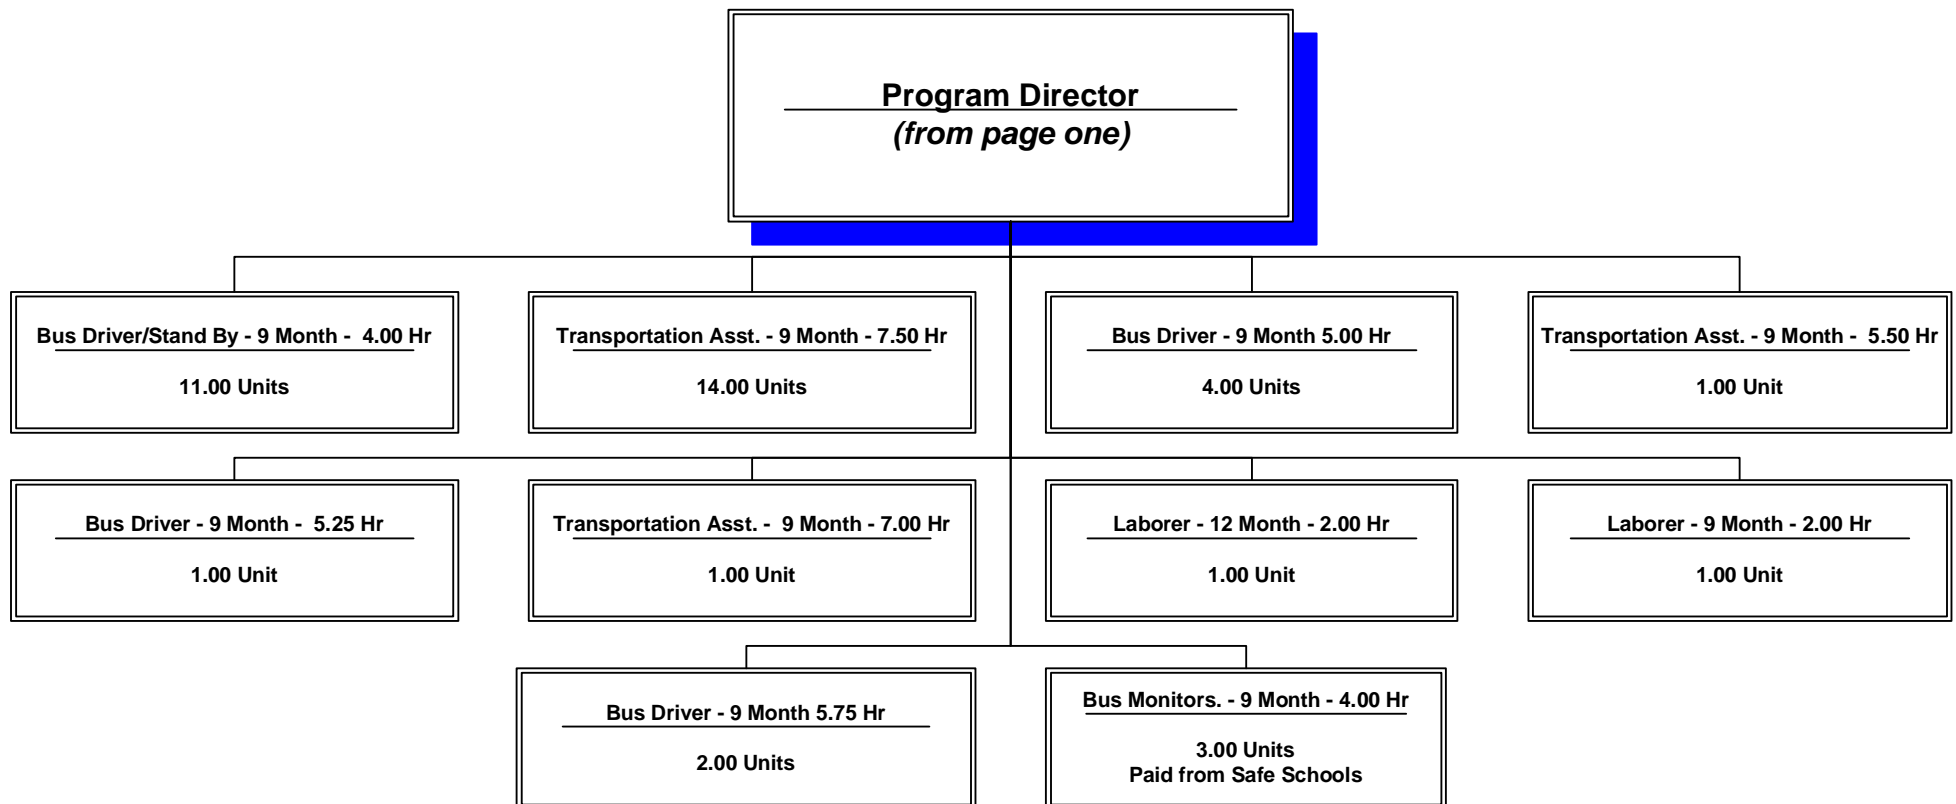 Program Director
(from page one)
Bus Driver/Stand By - 9 Month - 4.00 Hr
11.00 Units
Transportation Asst. - 9 Month - 7.50 Hr
14.00 Units
Bus Driver - 9 Month 5.00 Hr
4.00 Units
Transportation Asst. - 9 Month - 5.50 Hr
1.00 Unit
Bus Driver - 9 Month - 5.25 Hr
1.00 Unit
Transportation Asst. - 9 Month - 7.00 Hr
1.00 Unit
Laborer - 12 Month - 2.00 Hr
1.00 Unit
Laborer - 9 Month - 2.00 Hr
1.00 Unit
Bus Driver - 9 Month 5.75 Hr
2.00 Units
Bus Monitors. - 9 Month - 4.00 Hr
3.00 Units
Paid from Safe Schools